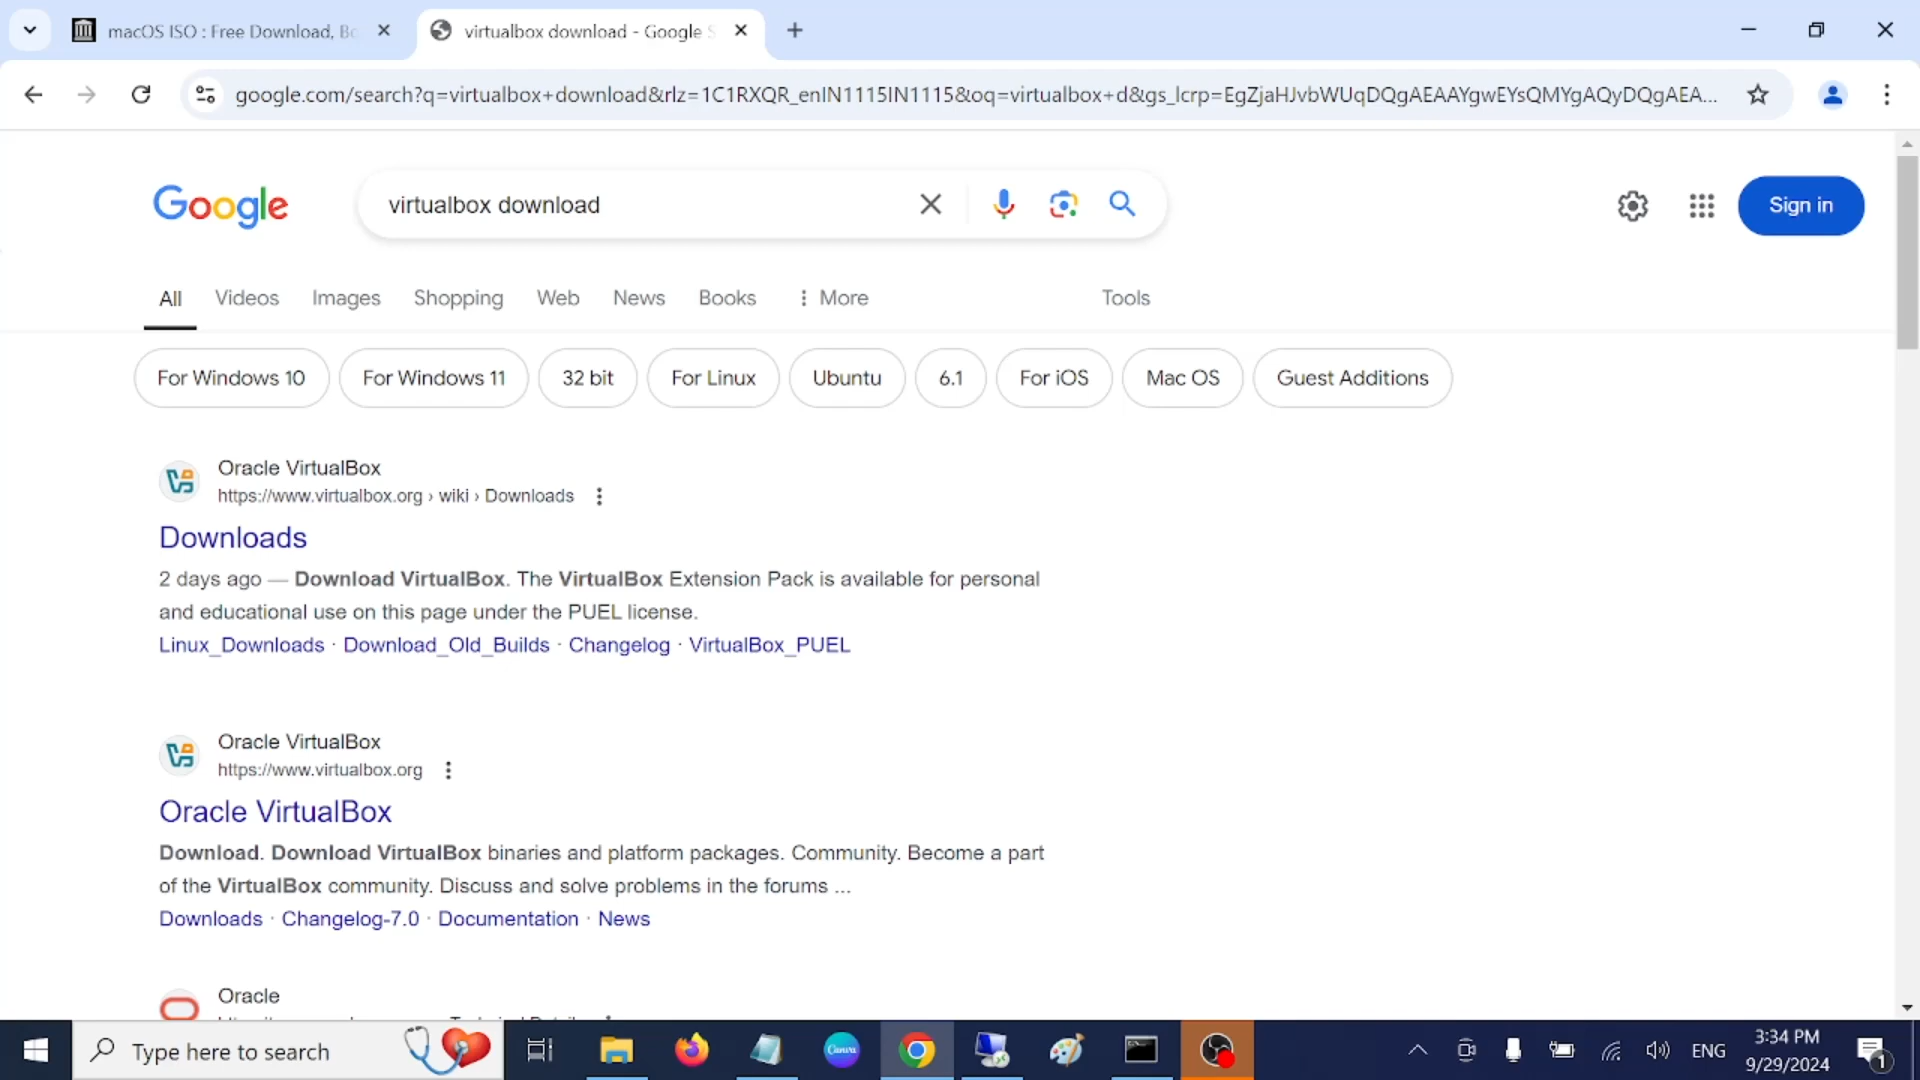 macOS ISO : Free Download, Bo
virtualbox download - Google S
google.com/search?q=virtualbox+download&rlz=1C1RXQR_enIN1115IN1115&oq=virtualbox+d&gs_lcrp=EgZjaHJvbWUqDQgAEAAYgwEYsQMYgAQyDQgAEA...
Google
virtualbox download
Sign in
All Videos Images Shopping Web News Books More Tools
For Windows 10 For Windows 11 32 bit For Linux Ubuntu 6.1 For iOS Mac OS Guest Additions
Oracle VirtualBox
https://www.virtualbox.org › wiki › Downloads
Downloads
2 days ago — Download VirtualBox. The VirtualBox Extension Pack is available for personal
and educational use on this page under the PUEL license.
Linux_Downloads · Download_Old_Builds · Changelog · VirtualBox_PUEL
Oracle VirtualBox
https://www.virtualbox.org
Oracle VirtualBox
Download. Download VirtualBox binaries and platform packages. Community. Become a part
of the VirtualBox community. Discuss and solve problems in the forums ...
Downloads · Changelog-7.0 · Documentation · News
Oracle
Type here to search
Canva
ENG
3:34 PM
9/29/2024
1